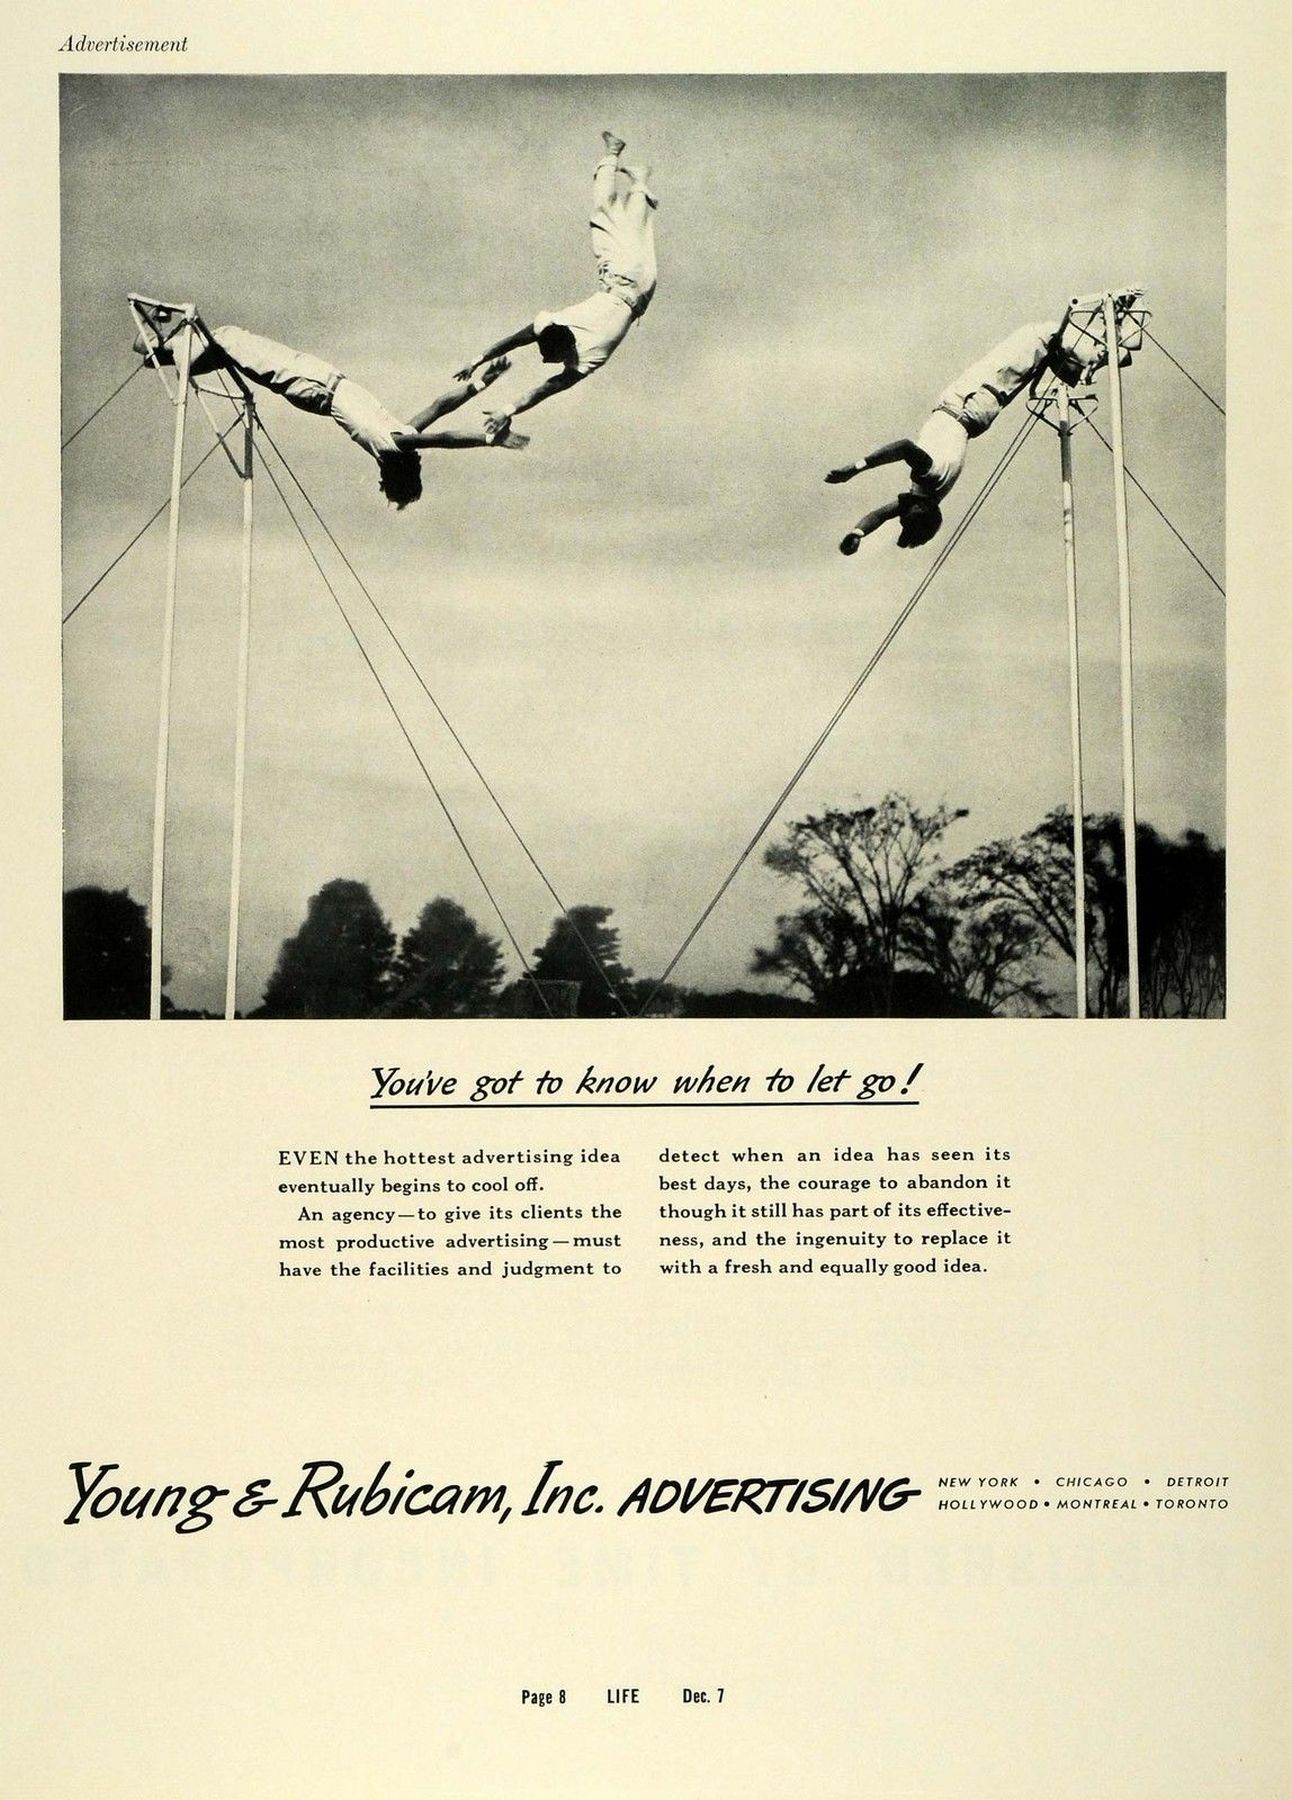 Advertisement
You've got to know when to let go!
EVEN the hottest advertising idea
eventually begins to cool off.
An agency—to give its clients the
most productive advertising—must
have the facilities and judgment to
detect when an idea has seen its
best days, the courage to abandon it
though it still has part of its effective-
ness, and the ingenuity to replace it
with a fresh and equally good idea.
Young & Rubicam, Inc. ADVERTISING
NEW YORK • CHICAGO • DETROIT
HOLLYWOOD • MONTREAL • TORONTO
Page 8 LIFE Dec. 7